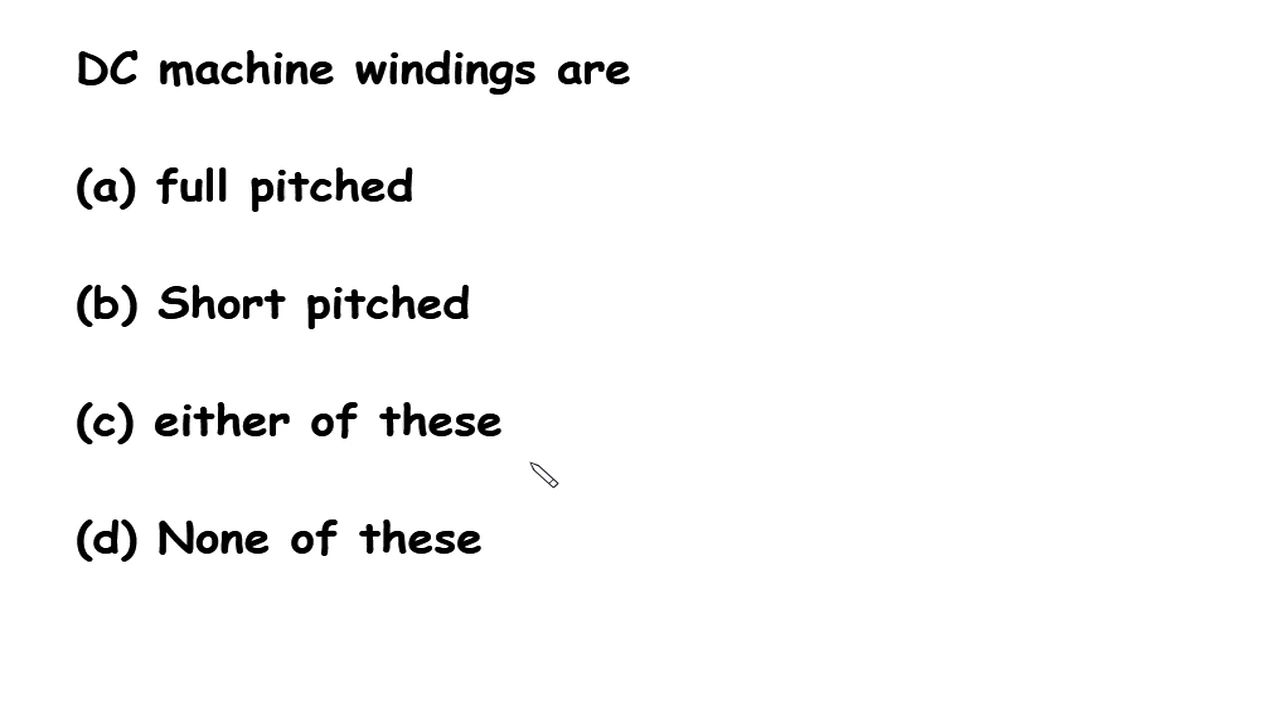 DC machine windings are
(a) full pitched
(b) Short pitched
(c) either of these
(d) None of these